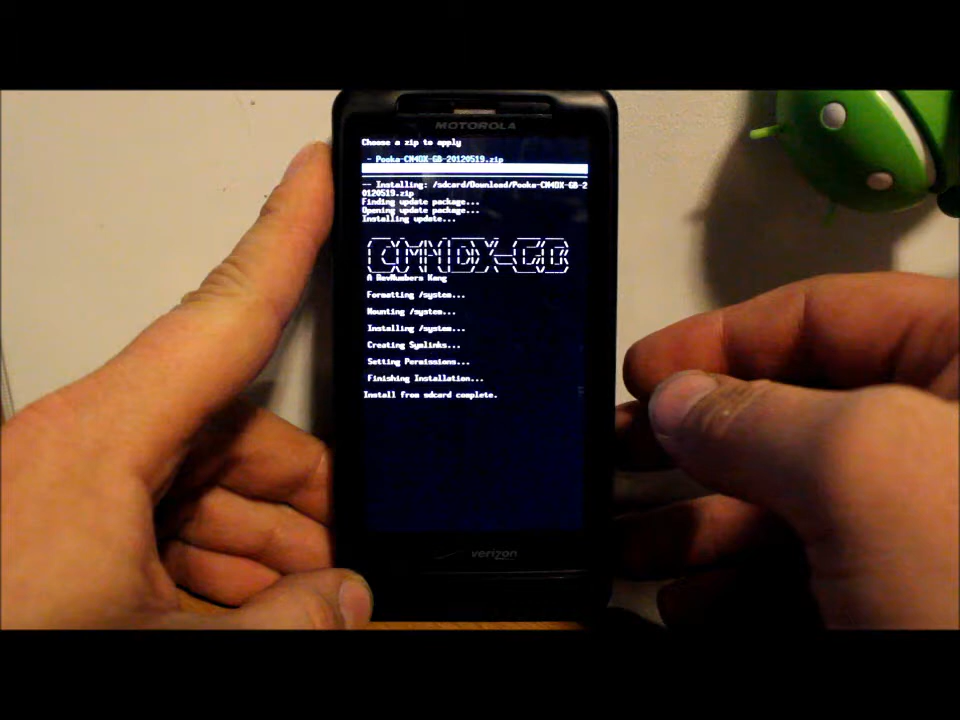 MOTOROLA
Choose a zip to apply
- Pooka-CM4DX-GB-20120519.zip
-- Installing: /sdcard/Download/Pooka-CM4DX-GB-2
0120519.zip
Finding update package...
Opening update package...
Installing update...
CM4DX-GB
A RevNumbers Kang
Formatting /system...
Mounting /system...
Installing /system...
Creating Symlinks...
Setting Permissions...
Finishing Installation...
Install from sdcard complete.
verizon